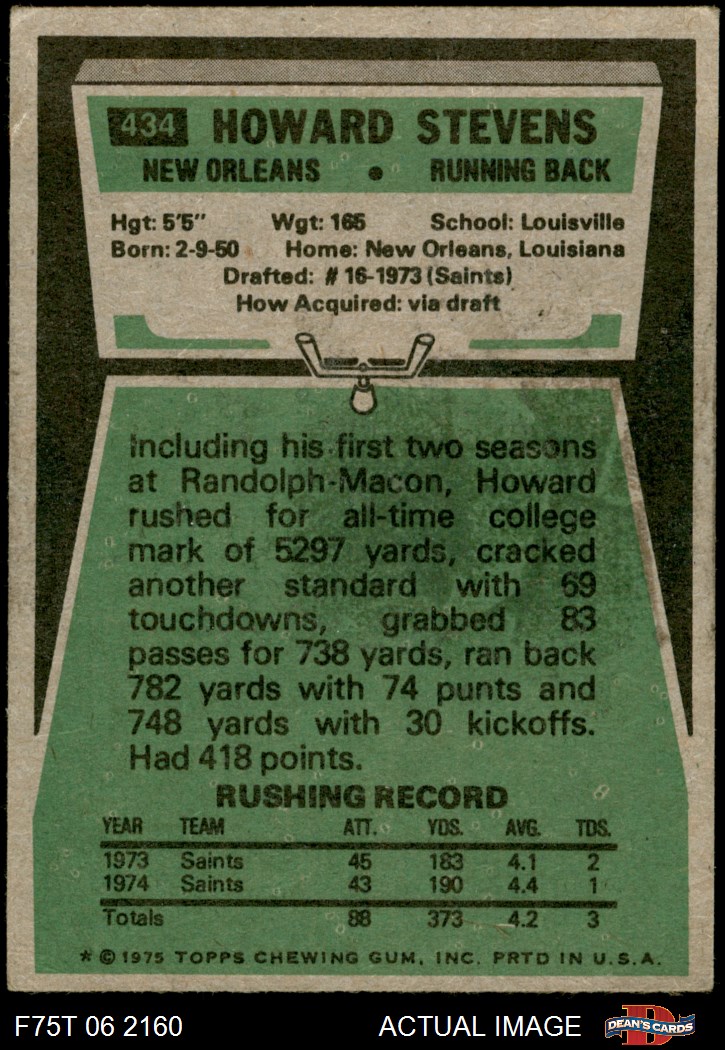 434 HOWARD STEVENS
NEW ORLEANS • RUNNING BACK
Hgt: 5'5" Wgt: 165 School: Louisville
Born: 2-9-50 Home: New Orleans, Louisiana
Drafted: # 16-1973 (Saints)
How Acquired: via draft
Including his first two seasons
at Randolph-Macon, Howard
rushed for all-time college
mark of 5297 yards, cracked
another standard with 69
touchdowns, grabbed 83
passes for 738 yards, ran back
782 yards with 74 punts and
748 yards with 30 kickoffs.
Had 418 points.
RUSHING RECORD
YEAR TEAM ATT. YDS. AVG. TDS.
1973 Saints 45 183 4.1 2
1974 Saints 43 190 4.4 1
Totals 88 373 4.2 3
* © 1975 TOPPS CHEWING GUM, INC. PRTD IN U.S.A.
F75T 06 2160 ACTUAL IMAGE D DEAN'S CARDS